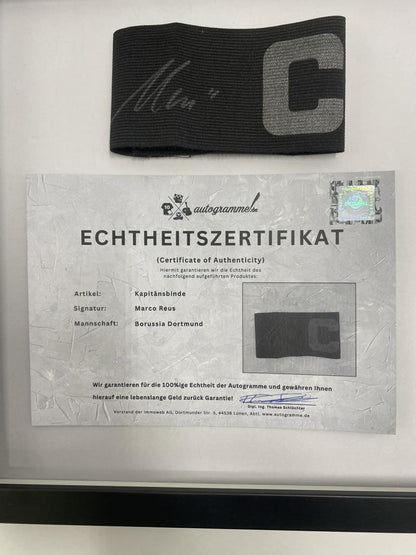 C
autogramme.com
ECHTHEITSZERTIFIKAT
(Certificate of Authenticity)
Hiermit garantieren wir die Echtheit des
nachfolgend aufgeführten Produktes:
Artikel: Kapitänsbinde
Signatur: Marco Reus
Mannschaft: Borussia Dortmund
C
Wir garantieren für die 100%ige Echtheit der Autogramme und gewähren Ihnen
hierauf eine lebenslange Geld zurück Garantie!
Dipl. Ing. Thomas Schlüchter
Vorstand der Immoweb AG, Dortmunder Str. 5, 44536 Lünen, Abtl. www.autogramme.de